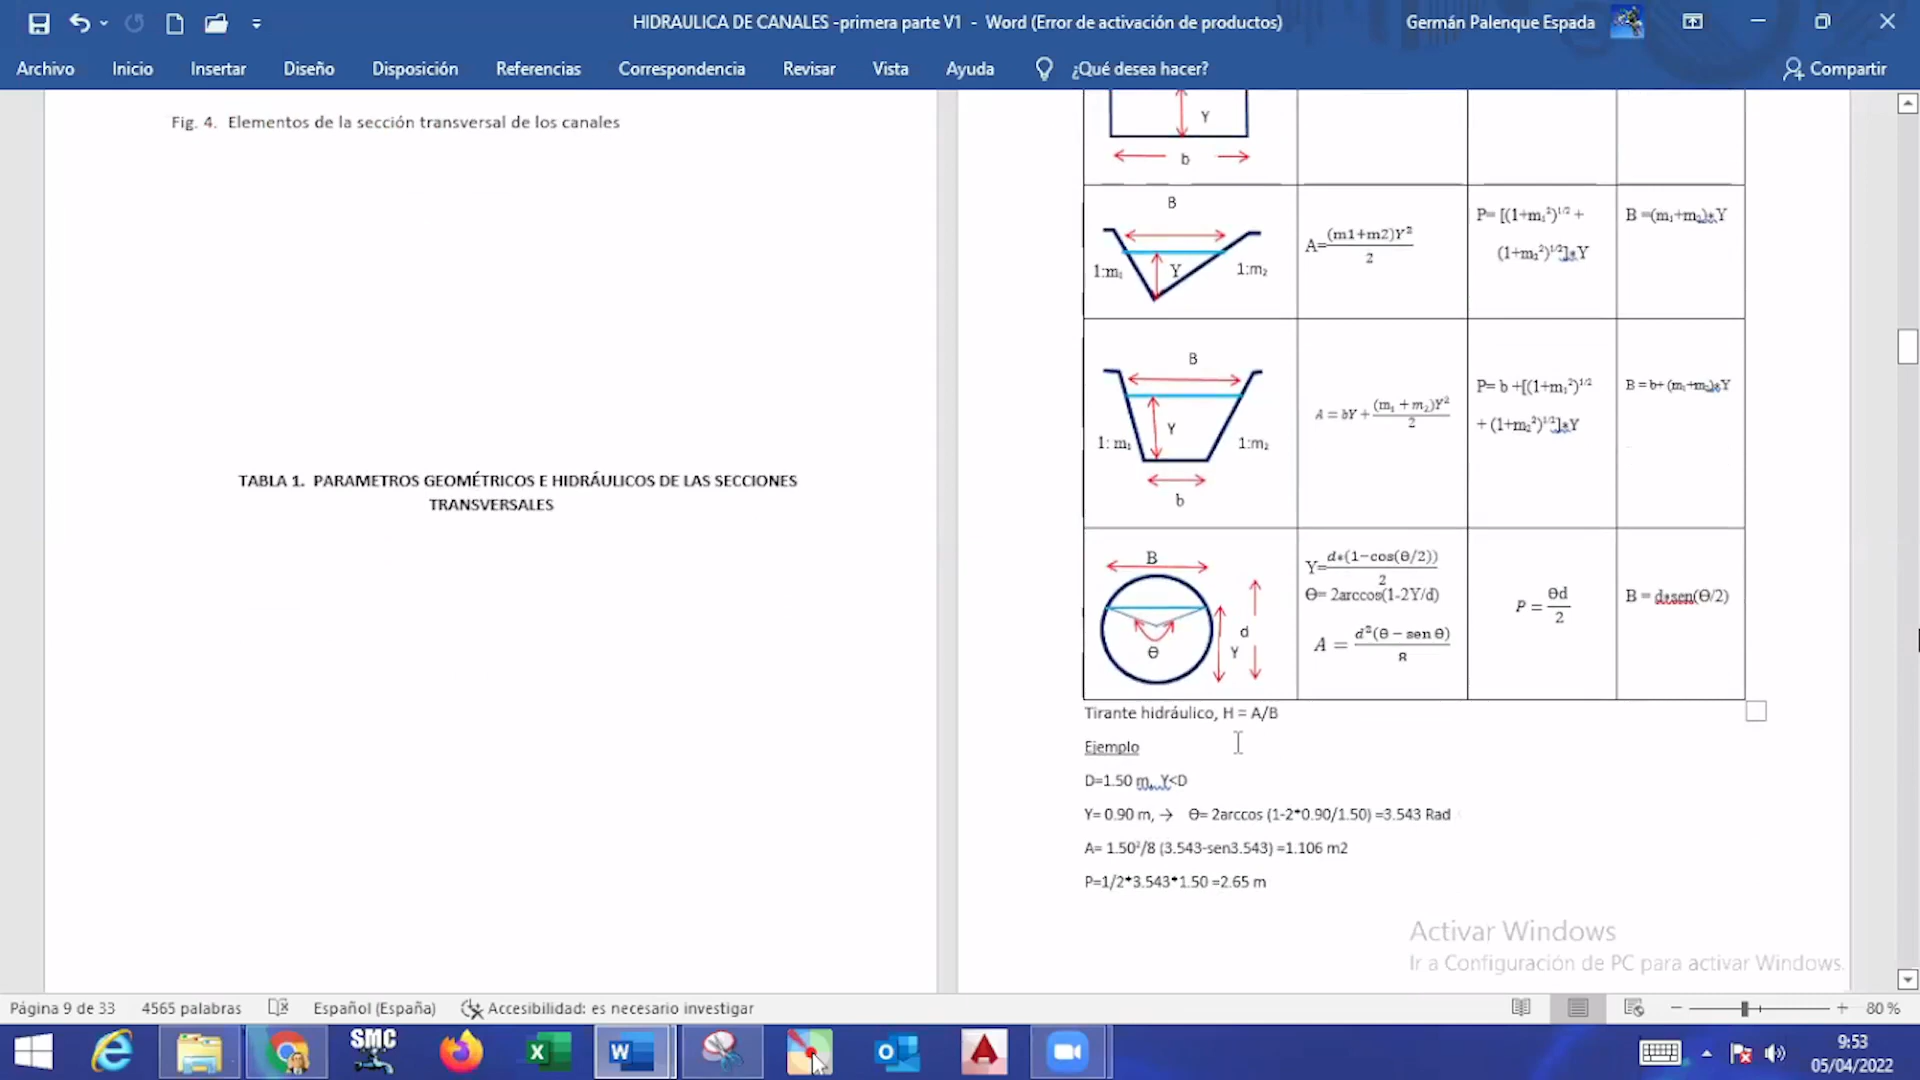 HIDRAULICA DE CANALES -primera parte V1 - Word (Error de activación de productos)
Germán Palenque Espada
Archivo Inicio Insertar Diseño Disposición Referencias Correspondencia Revisar Vista Ayuda ¿Qué desea hacer? Compartir
Fig. 4. Elementos de la sección transversal de los canales
TABLA 1. PARAMETROS GEOMÉTRICOS E HIDRÁULICOS DE LAS SECCIONES
TRANSVERSALES
Y
b
B
1:m₁ Y 1:m₂
A=(m1+m2)Y²/2
P= [(1+m₁²)^1/2 +
(1+m₂²)^1/2]*Y
B =(m₁+m₂)*Y
B
Y
1: m₁ 1:m₂
b
A = bY + (m₁ + m₂)Y²/2
P= b +[(1+m₁²)^1/2
+ (1+m₂²)^1/2]*Y
B = b+ (m₁+m₂)*Y
B
d
Y
Θ
Y=d*(1−cos(Θ/2))/2
Θ= 2arccos(1-2Y/d)
A = d²(Θ − sen Θ)/8
P = Θd/2
B = d*sen(Θ/2)
Tirante hidráulico, H = A/B
Ejemplo
D=1.50 m, Y<D
Y= 0.90 m, → Θ= 2arccos (1-2*0.90/1.50) =3.543 Rad
A= 1.50²/8 (3.543-sen3.543) =1.106 m2
P=1/2*3.543*1.50 =2.65 m
Activar Windows
Ir a Configuración de PC para activar Windows.
Página 9 de 33 4565 palabras Español (España) Accesibilidad: es necesario investigar 80 %
SMC
9:53
05/04/2022